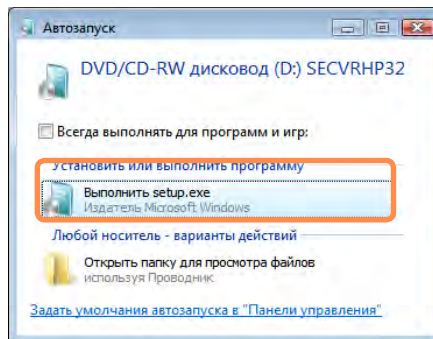 Автозапуск
DVD/CD-RW дисковод (D:) SECVRHP32
Всегда выполнять для программ и игр:
Установить или выполнить программу
Выполнить setup.exe
Издатель Microsoft Windows
Любой носитель - варианты действий
Открыть папку для просмотра файлов
используя Проводник
Задать умолчания автозапуска в "Панели управления"